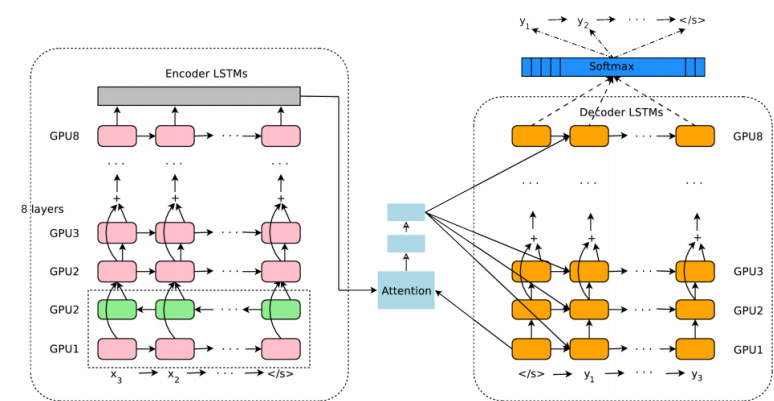 y1 y2 · · · </s>
Softmax
Encoder LSTMs
Decoder LSTMs
GPU8
GPU8
· · ·
8 layers
+ + +
GPU3
GPU2
GPU2
GPU1
x3 x2 · · · </s>
Attention
+ + +
GPU3
GPU2
GPU1
</s> y1 · · · y3